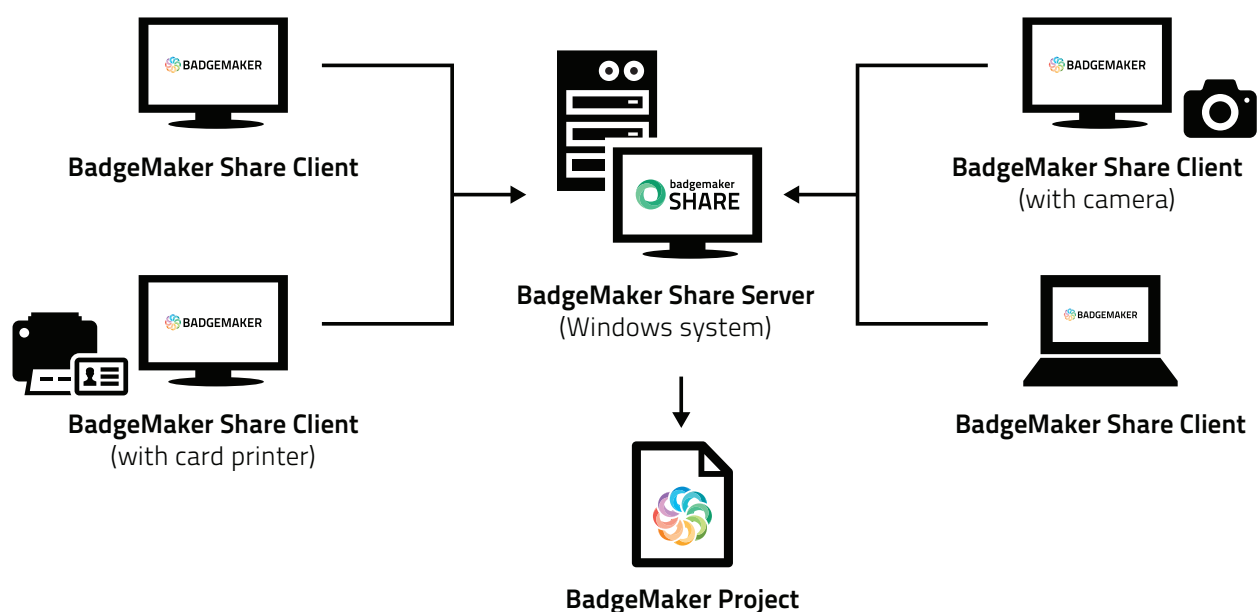 BADGEMAKER
BadgeMaker Share Client
BADGEMAKER
BadgeMaker Share Client
(with card printer)
badgemaker
SHARE
BadgeMaker Share Server
(Windows system)
BadgeMaker Project
BADGEMAKER
BadgeMaker Share Client
(with camera)
BADGEMAKER
BadgeMaker Share Client